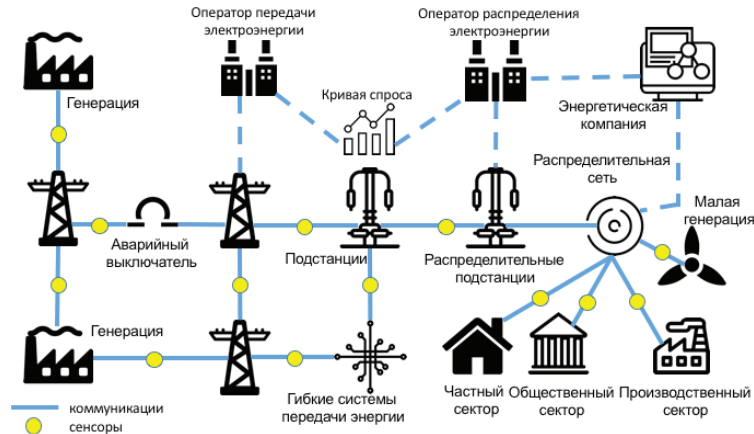 Оператор передачи
электроэнергии
Оператор распределения
электроэнергии
Генерация
Кривая спроса
Энергетическая
компания
Распределительная
сеть
Малая
генерация
Аварийный
выключатель
Подстанции
Распределительные
подстанции
Генерация
Гибкие системы
передачи энергии
Частный
сектор
Общественный
сектор
Производственный
сектор
коммуникации
сенсоры